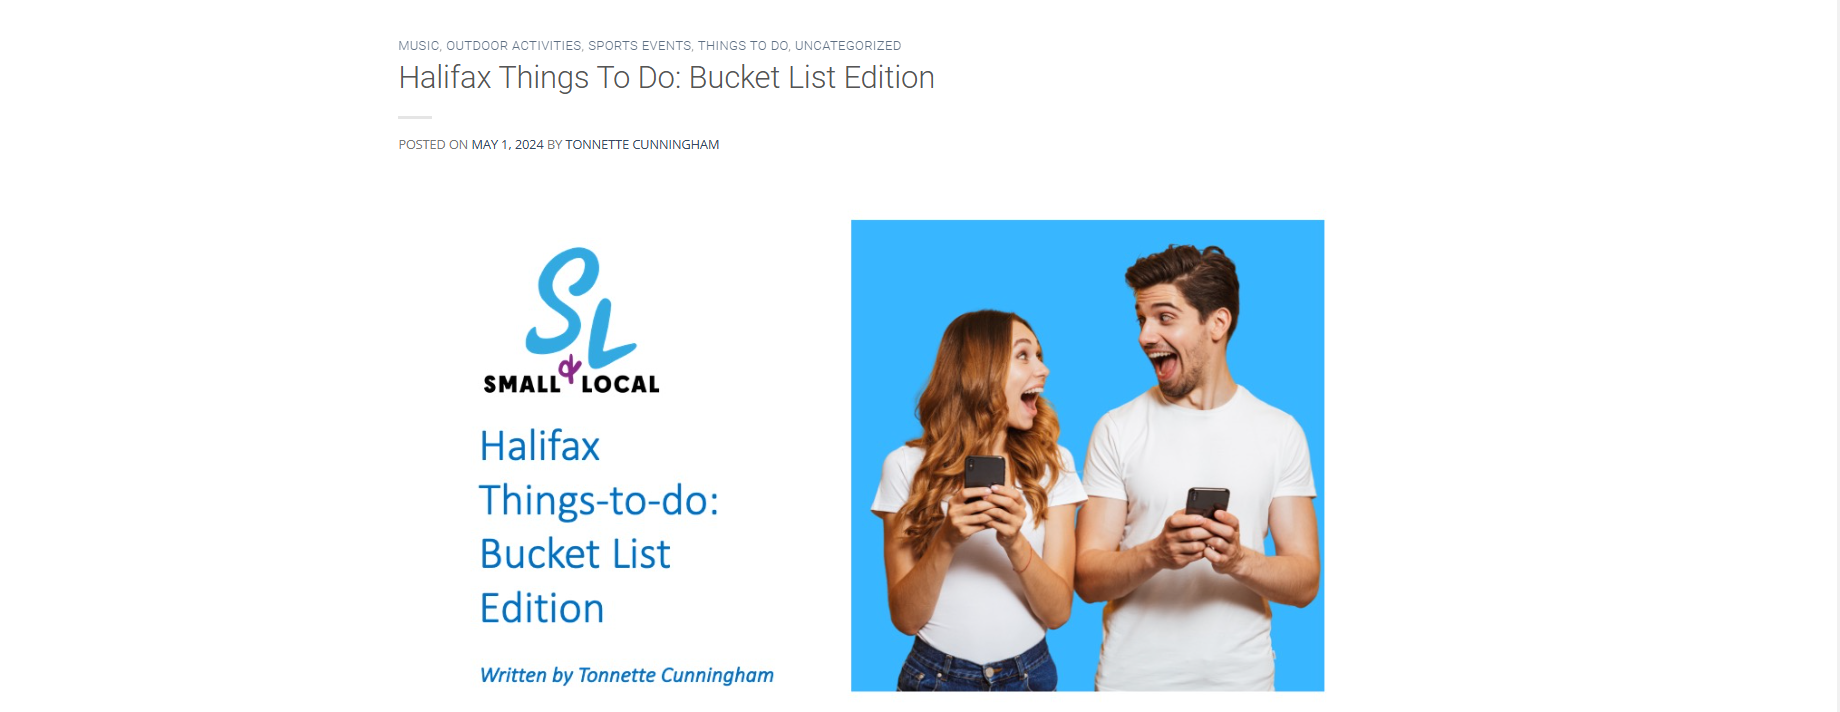 MUSIC, OUTDOOR ACTIVITIES, SPORTS EVENTS, THINGS TO DO, UNCATEGORIZED
Halifax Things To Do: Bucket List Edition
POSTED ON MAY 1, 2024 BY TONNETTE CUNNINGHAM
SL
SMALL & LOCAL
Halifax
Things-to-do:
Bucket List
Edition
Written by Tonnette Cunningham